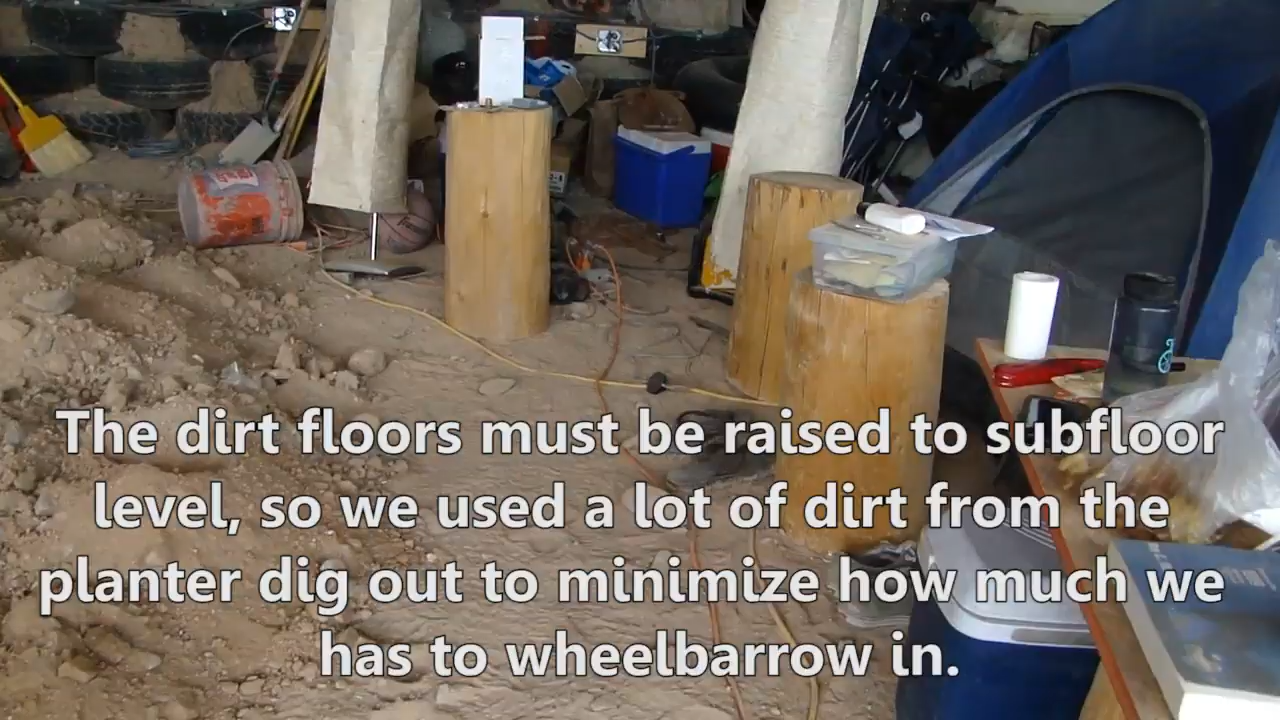 The dirt floors must be raised to subfloor
level, so we used a lot of dirt from the
planter dig out to minimize how much we
has to wheelbarrow in.